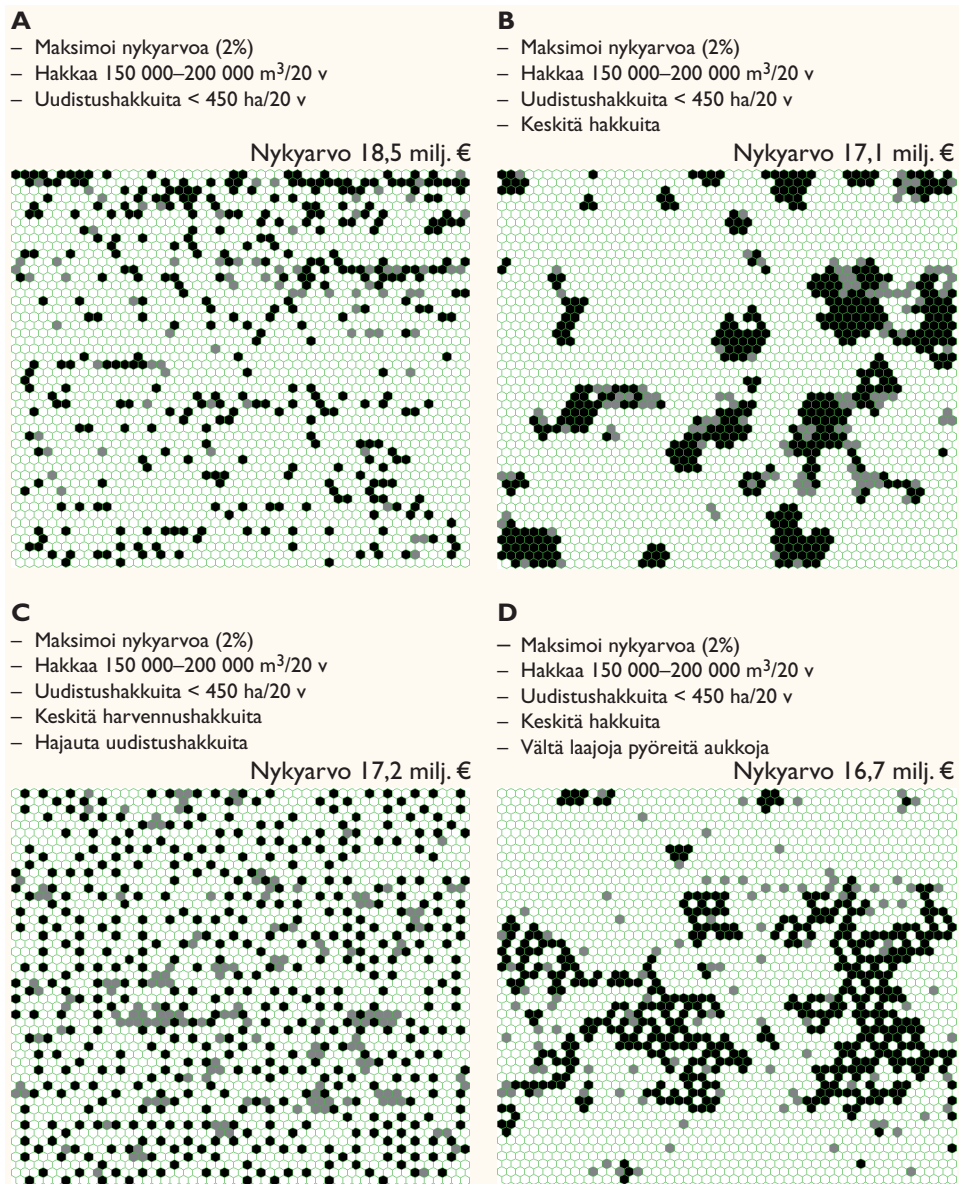 A
– Maksimoi nykyarvoa (2%)
– Hakkaa 150 000–200 000 m³/20 v
– Uudistushakkuita < 450 ha/20 v
Nykyarvo 18,5 milj. €
B
– Maksimoi nykyarvoa (2%)
– Hakkaa 150 000–200 000 m³/20 v
– Uudistushakkuita < 450 ha/20 v
– Keskitä hakkuita
Nykyarvo 17,1 milj. €
C
– Maksimoi nykyarvoa (2%)
– Hakkaa 150 000–200 000 m³/20 v
– Uudistushakkuita < 450 ha/20 v
– Keskitä harvennushakkuita
– Hajauta uudistushakkuita
Nykyarvo 17,2 milj. €
D
– Maksimoi nykyarvoa (2%)
– Hakkaa 150 000–200 000 m³/20 v
– Uudistushakkuita < 450 ha/20 v
– Keskitä hakkuita
– Vältä laajoja pyöreitä aukkoja
Nykyarvo 16,7 milj. €